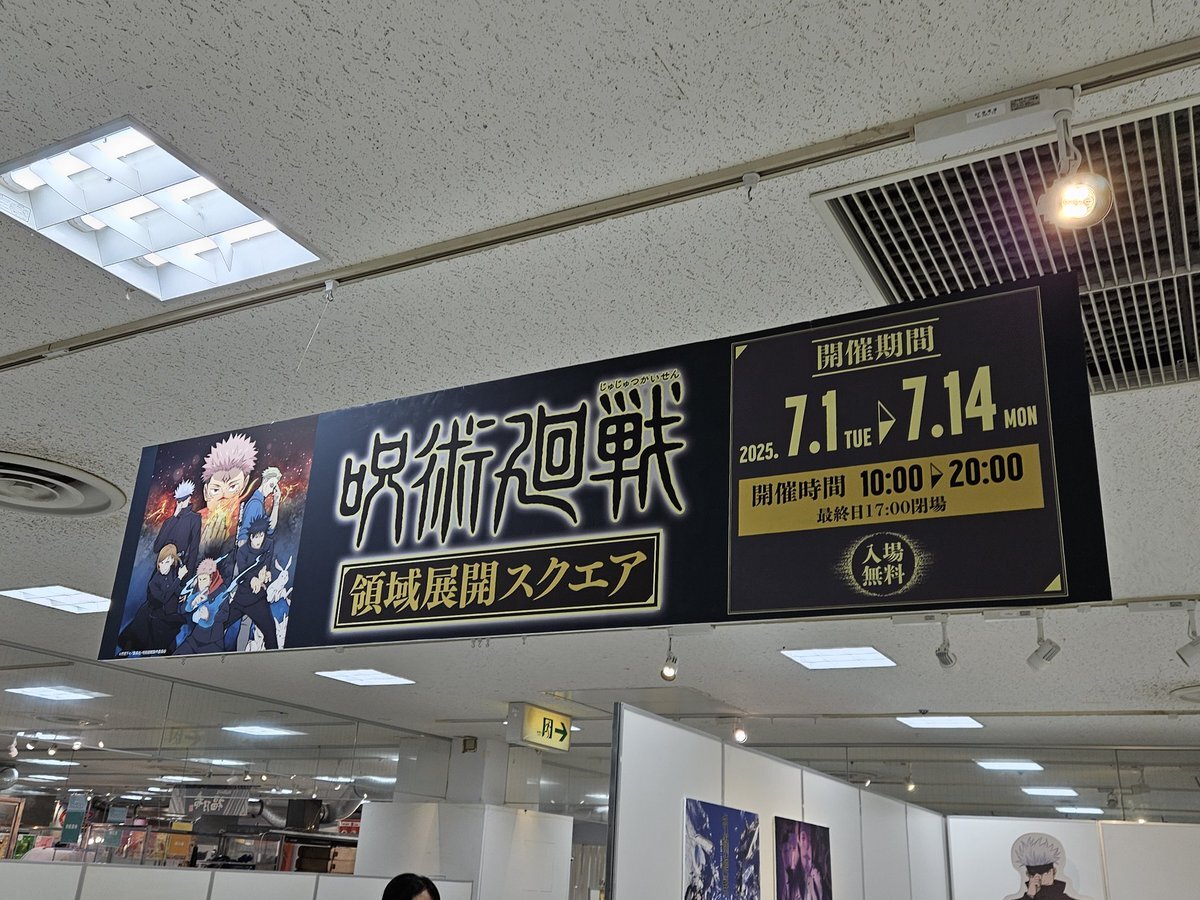 じゅじゅつかいせん
呪術廻戦
領域展開スクエア
開催期間
2025. 7.1 TUE ▷ 7.14 MON
開催時間 10:00 ▷ 20:00
最終日17:00閉場
入場
無料